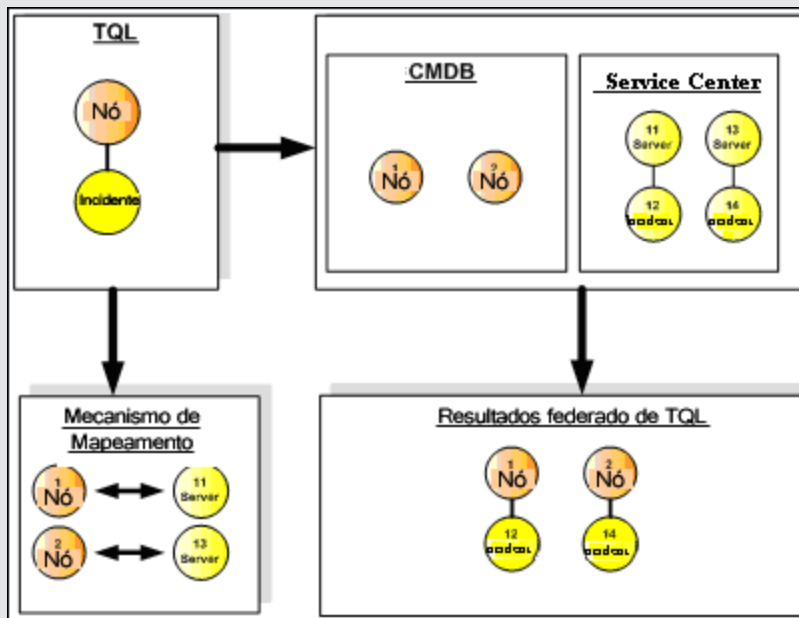 TQL
Nó
Incidente
CMDB
1
Nó
2
Nó
Service Center
11
Server
13
Server
12
14
Mecanismo de
Mapeamento
1
Nó
11
Server
2
Nó
13
Server
Resultados federado de TQL
1
Nó
2
Nó
12
14